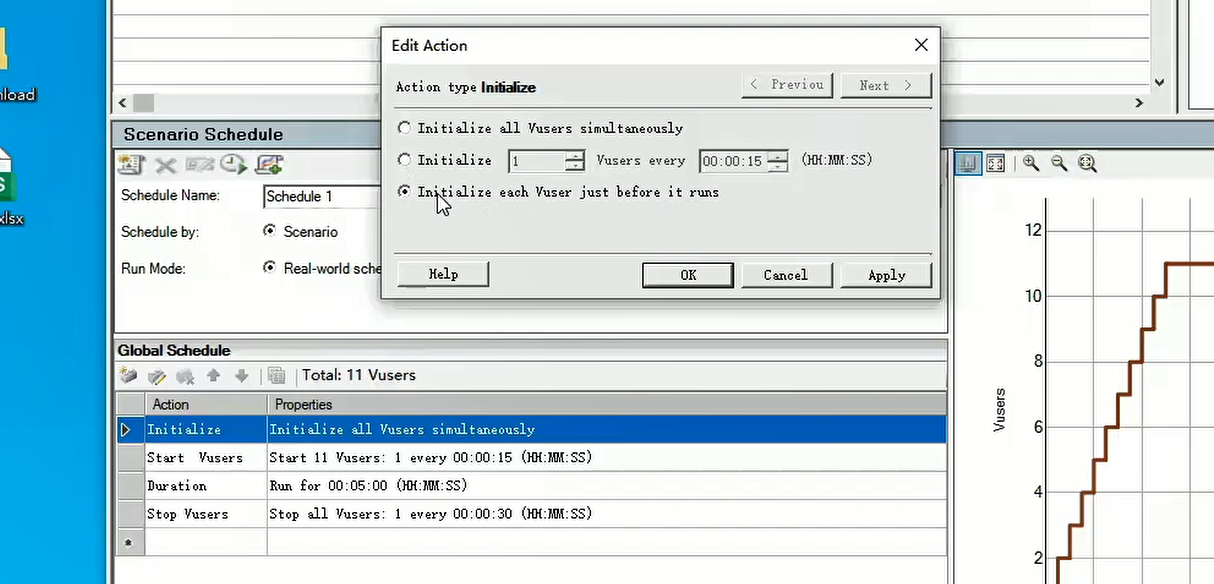 Edit Action
nload
Action type Initialize
< Previou
Next >
Scenario Schedule
Initialize all Vusers simultaneously
Initialize 1 Vusers every 00:00:15 (HH:MM:SS)
Initialize each Vuser just before it runs
S
xlsx
Schedule Name: Schedule 1
Schedule by: Scenario
Run Mode: Real-world sche
Help
OK
Cancel
Apply
Global Schedule
Total: 11 Vusers
Action Properties
Initialize Initialize all Vusers simultaneously
Start Vusers Start 11 Vusers: 1 every 00:00:15 (HH:MM:SS)
Duration Run for 00:05:00 (HH:MM:SS)
Stop Vusers Stop all Vusers: 1 every 00:00:30 (HH:MM:SS)
*
12
10
8
6
4
2
Vusers